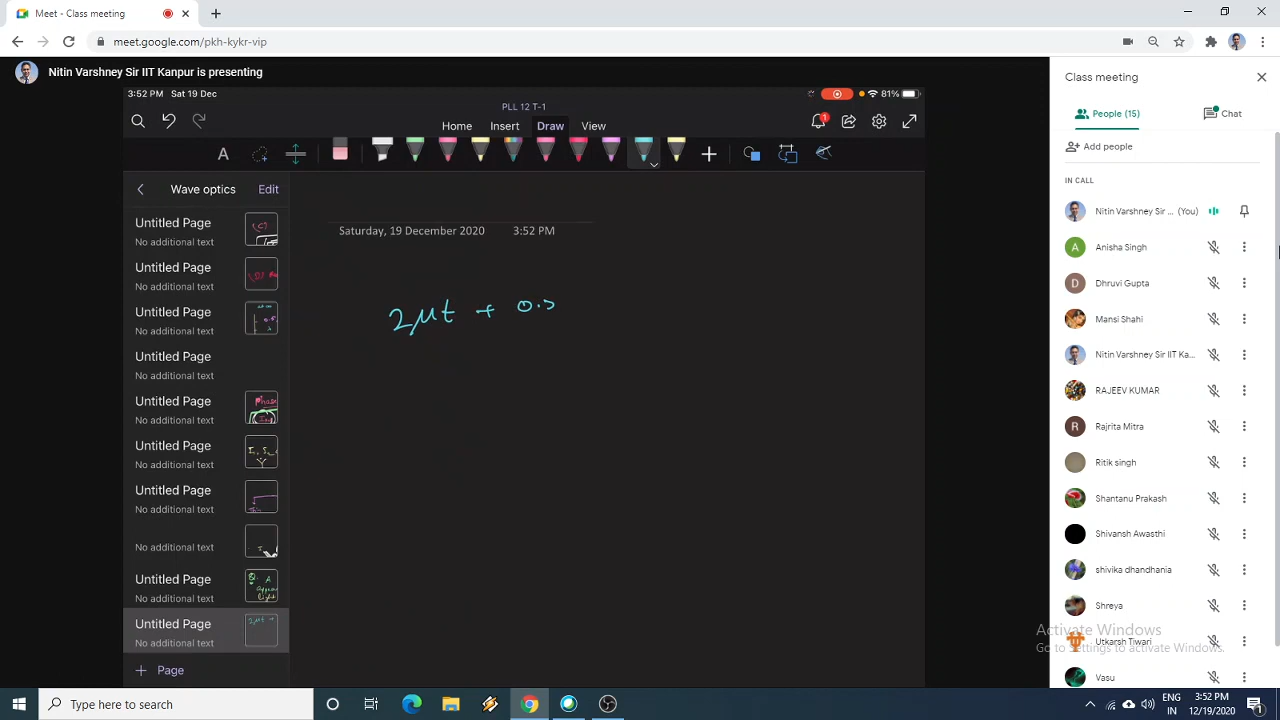 Meet - Class meeting
meet.google.com/pkh-kykr-vip
Nitin Varshney Sir IIT Kanpur is presenting
3:52 PM Sat 19 Dec
81%
PLL 12 T-1
Home Insert Draw View
1
Wave optics Edit
Untitled Page
No additional text
Untitled Page
No additional text
Untitled Page
No additional text
Untitled Page
No additional text
Untitled Page
No additional text
Untitled Page
No additional text
Untitled Page
No additional text
No additional text
Untitled Page
No additional text
Untitled Page
No additional text
+ Page
Saturday, 19 December 2020 3:52 PM
2μt + 0.
Class meeting
People (15) Chat
Add people
IN CALL
Nitin Varshney Sir ... (You)
Anisha Singh
Dhruvi Gupta
Mansi Shahi
Nitin Varshney Sir IIT Ka...
RAJEEV KUMAR
Rajrita Mitra
Ritik singh
Shantanu Prakash
Shivansh Awasthi
shivika dhandhania
Shreya
Utkarsh Tiwari
Vasu
Activate Windows
Go to Settings to activate Windows.
Type here to search
ENG
IN
3:52 PM
12/19/2020